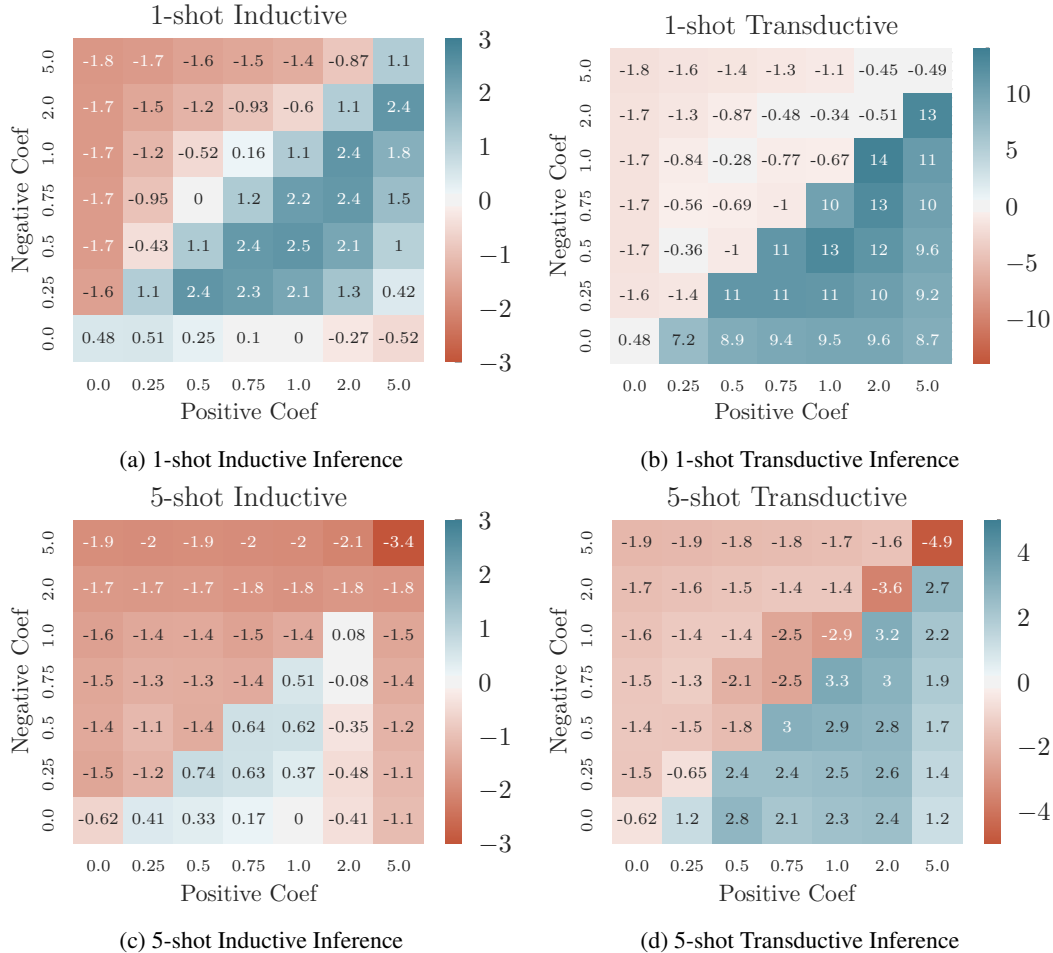 1-shot Inductive
Negative Coef
5.0 -1.8 -1.7 -1.6 -1.5 -1.4 -0.87 1.1
2.0 -1.7 -1.5 -1.2 -0.93 -0.6 1.1 2.4
1.0 -1.7 -1.2 -0.52 0.16 1.1 2.4 1.8
0.75 -1.7 -0.95 0 1.2 2.2 2.4 1.5
0.5 -1.7 -0.43 1.1 2.4 2.5 2.1 1
0.25 -1.6 1.1 2.4 2.3 2.1 1.3 0.42
0.0 0.48 0.51 0.25 0.1 0 -0.27 -0.52
0.0 0.25 0.5 0.75 1.0 2.0 5.0
Positive Coef
3
2
1
0
−1
−2
−3
(a) 1-shot Inductive Inference
1-shot Transductive
Negative Coef
5.0 -1.8 -1.6 -1.4 -1.3 -1.1 -0.45 -0.49
2.0 -1.7 -1.3 -0.87 -0.48 -0.34 -0.51 13
1.0 -1.7 -0.84 -0.28 -0.77 -0.67 14 11
0.75 -1.7 -0.56 -0.69 -1 10 13 10
0.5 -1.7 -0.36 -1 11 13 12 9.6
0.25 -1.6 -1.4 11 11 11 10 9.2
0.0 0.48 7.2 8.9 9.4 9.5 9.6 8.7
0.0 0.25 0.5 0.75 1.0 2.0 5.0
Positive Coef
10
5
0
−5
−10
(b) 1-shot Transductive Inference
5-shot Inductive
Negative Coef
5.0 -1.9 -2 -1.9 -2 -2 -2.1 -3.4
2.0 -1.7 -1.7 -1.7 -1.8 -1.8 -1.8 -1.8
1.0 -1.6 -1.4 -1.4 -1.5 -1.4 0.08 -1.5
0.75 -1.5 -1.3 -1.3 -1.4 0.51 -0.08 -1.4
0.5 -1.4 -1.1 -1.4 0.64 0.62 -0.35 -1.2
0.25 -1.5 -1.2 0.74 0.63 0.37 -0.48 -1.1
0.0 -0.62 0.41 0.33 0.17 0 -0.41 -1.1
0.0 0.25 0.5 0.75 1.0 2.0 5.0
Positive Coef
3
2
1
0
−1
−2
−3
(c) 5-shot Inductive Inference
5-shot Transductive
Negative Coef
5.0 -1.9 -1.9 -1.8 -1.8 -1.7 -1.6 -4.9
2.0 -1.7 -1.6 -1.5 -1.4 -1.4 -3.6 2.7
1.0 -1.6 -1.4 -1.4 -2.5 -2.9 3.2 2.2
0.75 -1.5 -1.3 -2.1 -2.5 3.3 3 1.9
0.5 -1.4 -1.5 -1.8 3 2.9 2.8 1.7
0.25 -1.5 -0.65 2.4 2.4 2.5 2.6 1.4
0.0 -0.62 1.2 2.8 2.1 2.3 2.4 1.2
0.0 0.25 0.5 0.75 1.0 2.0 5.0
Positive Coef
4
2
0
−2
−4
(d) 5-shot Transductive Inference